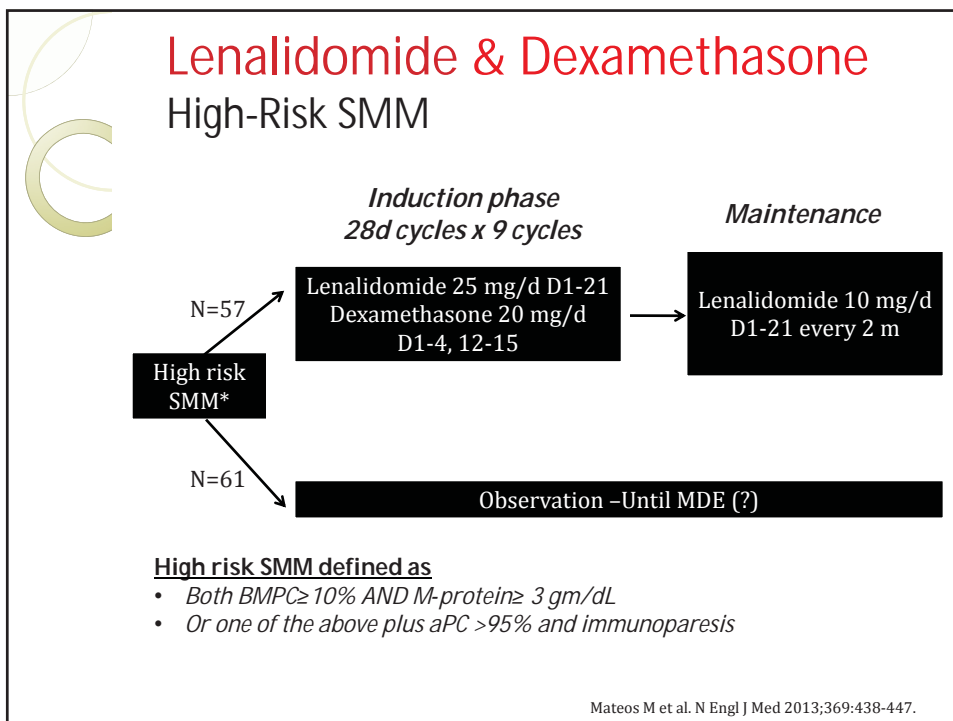 Lenalidomide & Dexamethasone
High-Risk SMM
Induction phase
28d cycles x 9 cycles
Maintenance
N=57
Lenalidomide 25 mg/d D1-21
Dexamethasone 20 mg/d
D1-4, 12-15
Lenalidomide 10 mg/d
D1-21 every 2 m
High risk
SMM*
N=61
Observation –Until MDE (?)
High risk SMM defined as
• Both BMPC≥10% AND M-protein≥ 3 gm/dL
• Or one of the above plus aPC >95% and immunoparesis
Mateos M et al. N Engl J Med 2013;369:438-447.